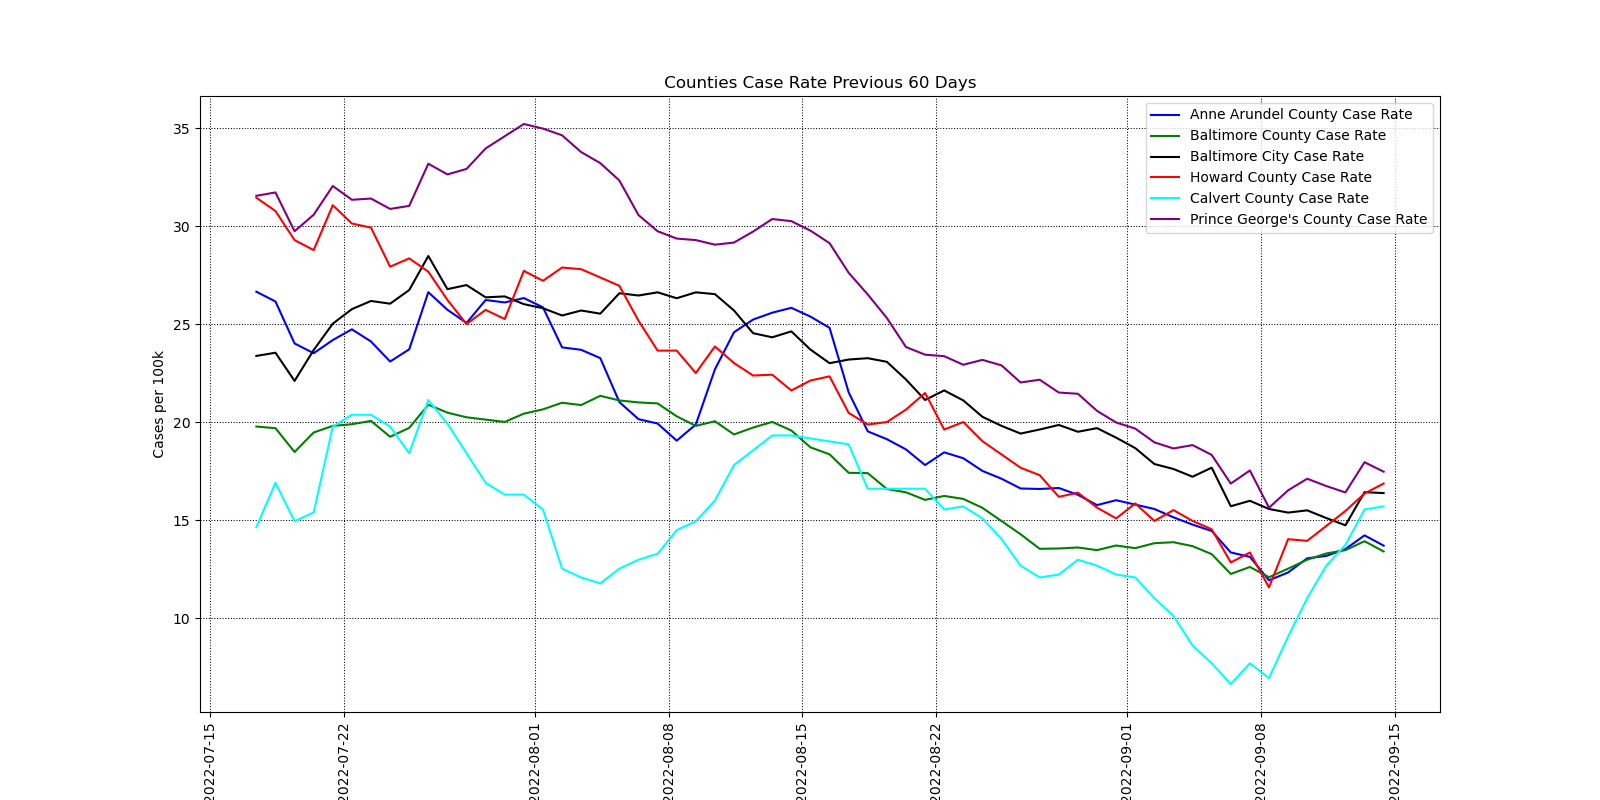 Counties Case Rate Previous 60 Days
Anne Arundel County Case Rate
Baltimore County Case Rate
Baltimore City Case Rate
Howard County Case Rate
Calvert County Case Rate
Prince George's County Case Rate
Cases per 100k
35
30
25
20
15
10
2022-07-15
2022-07-22
2022-08-01
2022-08-08
2022-08-15
2022-08-22
2022-09-01
2022-09-08
2022-09-15